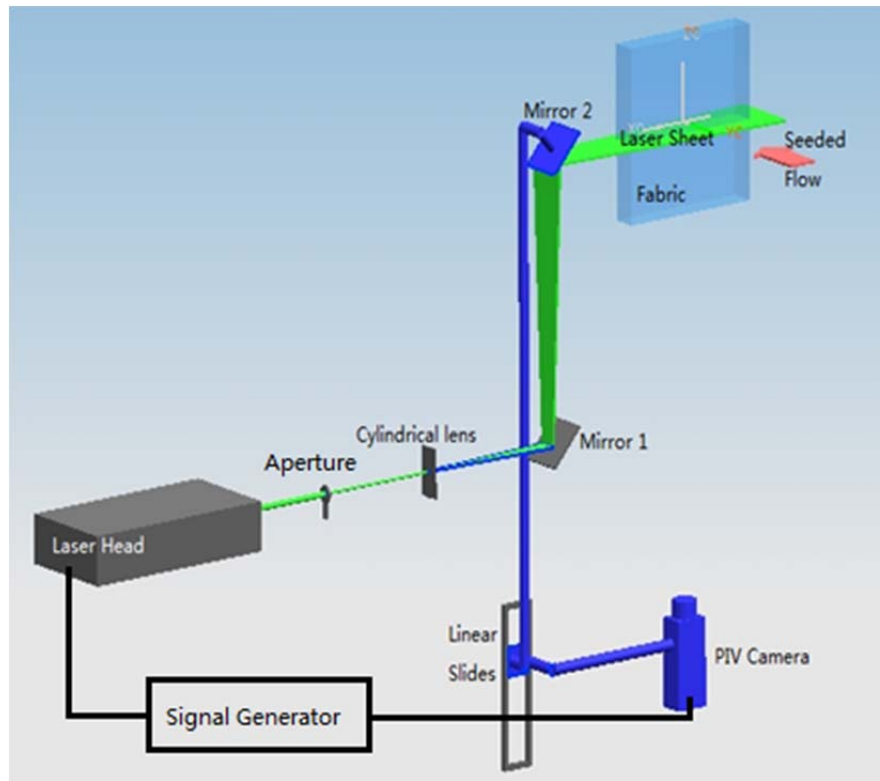 Mirror 2
Laser Sheet
Seeded
Flow
Fabric
Cylindrical lens
Mirror 1
Aperture
Laser Head
Linear
Slides
PIV Camera
Signal Generator